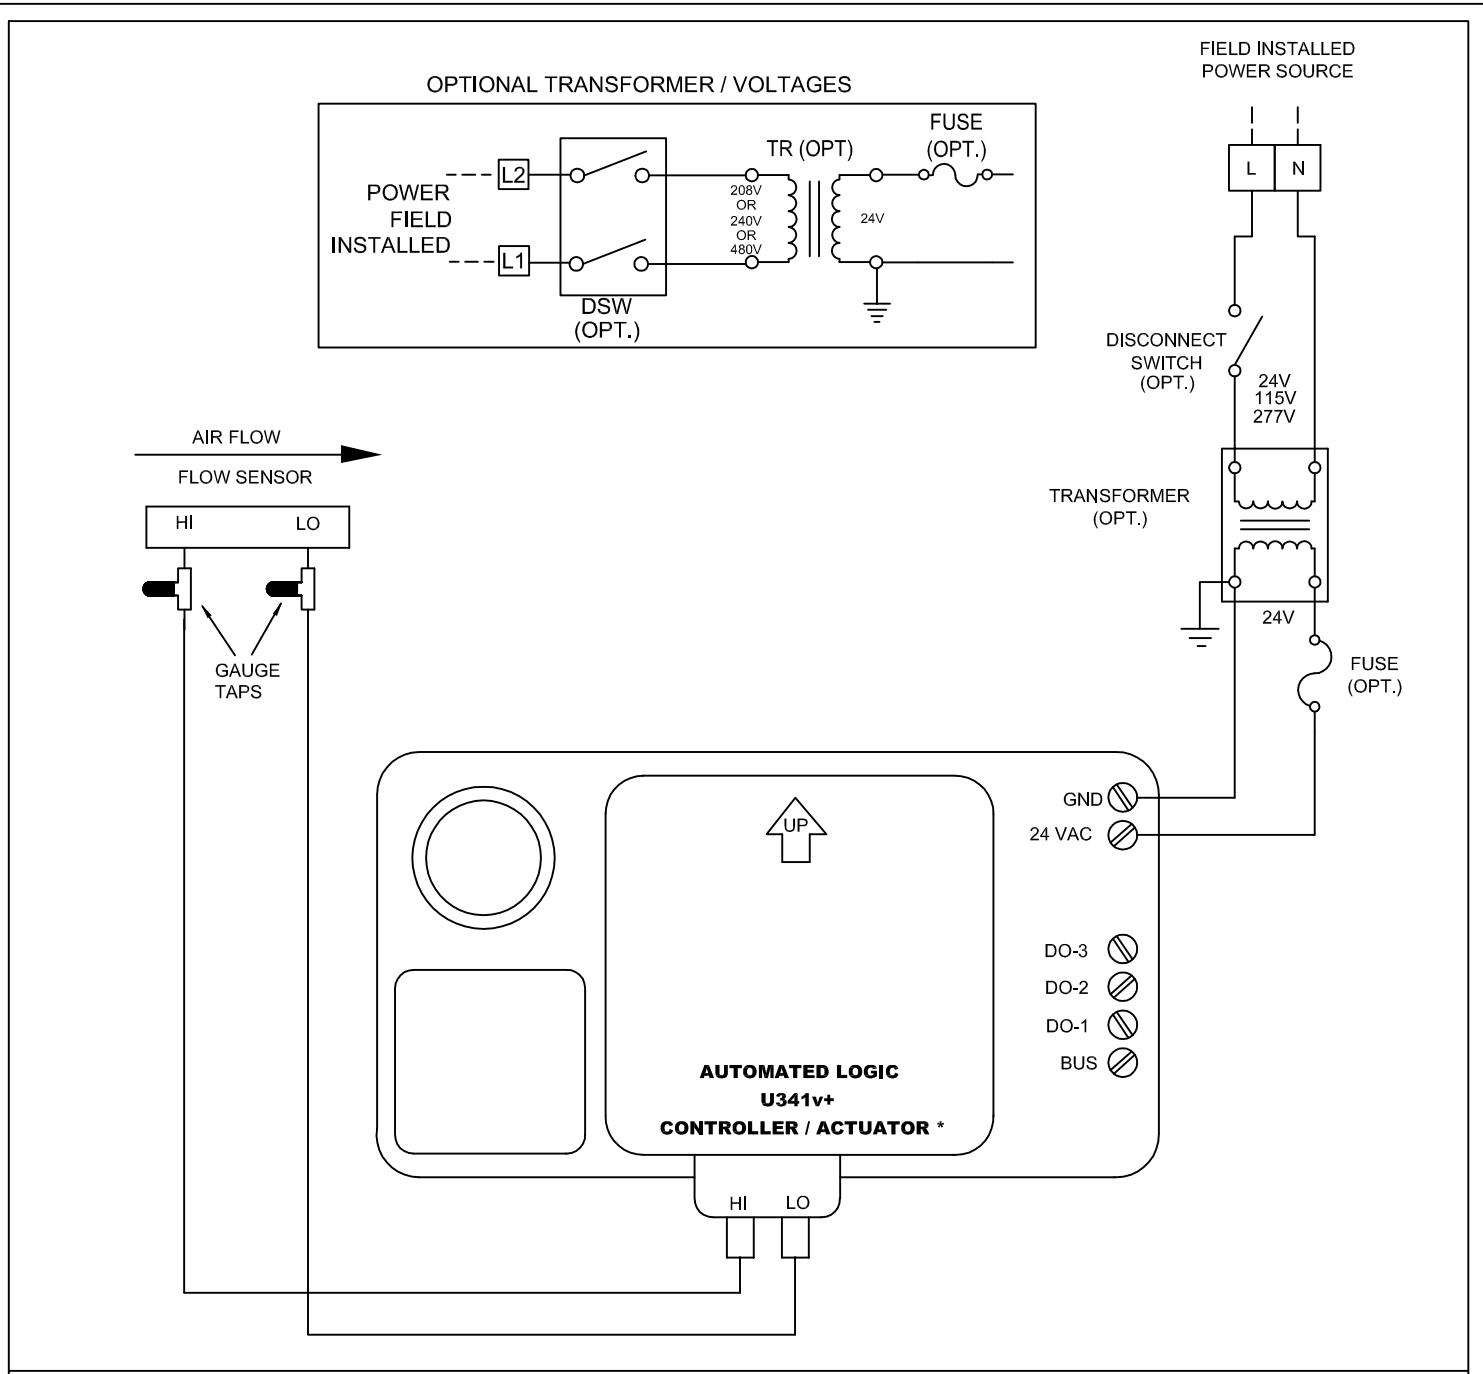 FIELD INSTALLED
POWER SOURCE
L N
OPTIONAL TRANSFORMER / VOLTAGES
POWER
FIELD
INSTALLED
L2
L1
DSW
(OPT.)
TR (OPT)
208V
OR
240V
OR
480V
24V
FUSE
(OPT.)
DISCONNECT
SWITCH
(OPT.)
24V
115V
277V
TRANSFORMER
(OPT.)
24V
FUSE
(OPT.)
AIR FLOW
FLOW SENSOR
HI LO
GAUGE
TAPS
UP
GND
24 VAC
DO-3
DO-2
DO-1
BUS
AUTOMATED LOGIC
U341v+
CONTROLLER / ACTUATOR *
HI LO